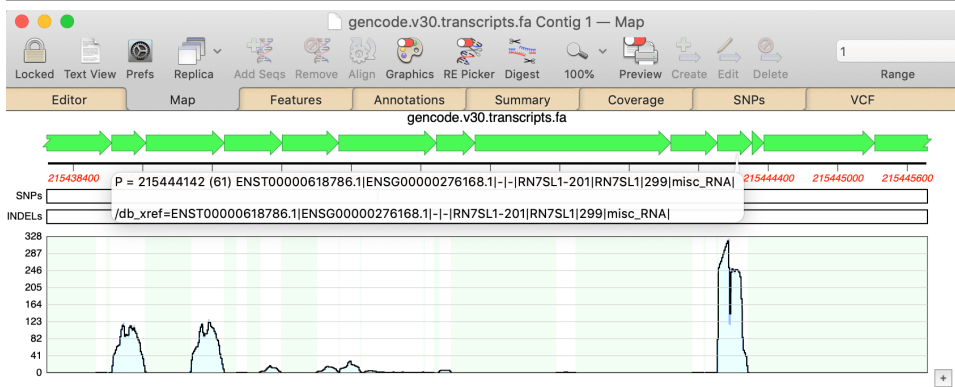 gencode.v30.transcripts.fa Contig 1 — Map
Locked Text View Prefs Replica Add Seqs Remove Align Graphics RE Picker Digest 100% Preview Create Edit Delete Range
1
Editor Map Features Annotations Summary Coverage SNPs VCF
gencode.v30.transcripts.fa
215438400 215444400 215445000 215445600
P = 215444142 (61) ENST00000618786.1|ENSG00000276168.1|-|-|RN7SL1-201|RN7SL1|299|misc_RNA|
/db_xref=ENST00000618786.1|ENSG00000276168.1|-|-|RN7SL1-201|RN7SL1|299|misc_RNA|
SNPs
INDELs
328
287
246
205
164
123
82
41
0
+